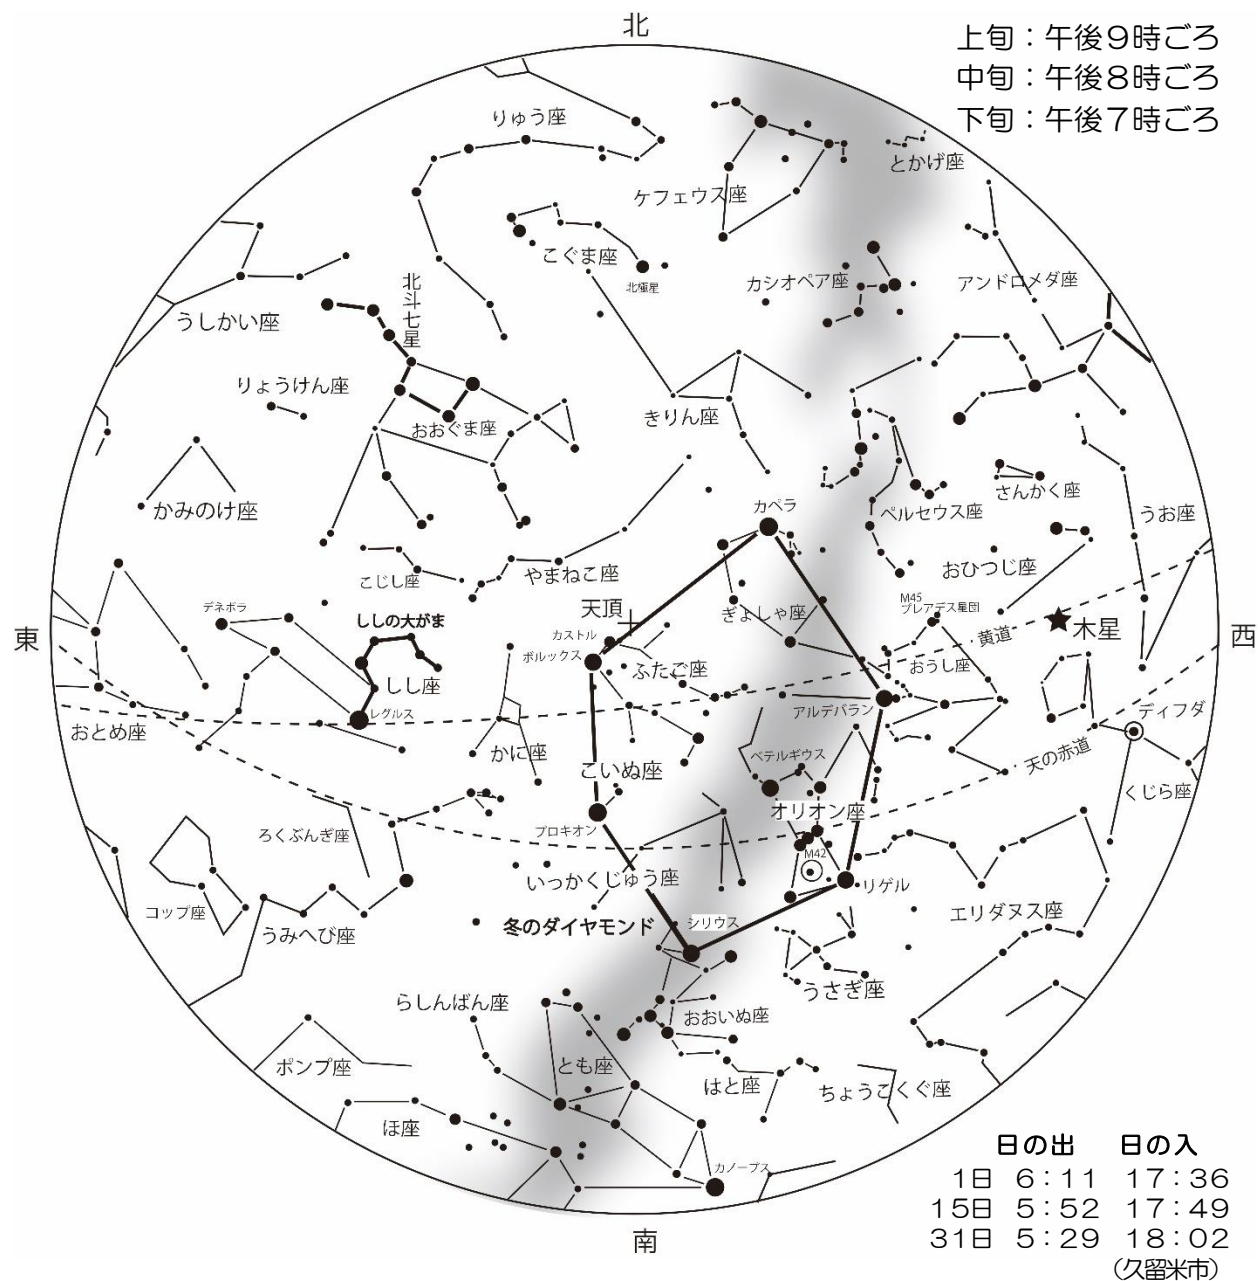 北
上旬：午後９時ごろ
中旬：午後８時ごろ
下旬：午後７時ごろ
りゅう座
とかげ座
ケフェウス座
こぐま座
北極星
カシオペア座
アンドロメダ座
北斗七星
うしかい座
りょうけん座
おおぐま座
きりん座
かみのけ座
さんかく座
カペラ
ペルセウス座
うお座
こじし座
やまねこ座
おひつじ座
デネボラ
ししの大がま
天頂
ぎょしゃ座
M45
プレアデス星団
木星
東
カストル
ポルックス
黄道
西
ふたご座
おうし座
しし座
レグルス
アルデバラン
ディフダ
おとめ座
かに座
ベテルギウス
天の赤道
こいぬ座
くじら座
オリオン座
ろくぶんぎ座
プロキオン
M42
いっかくじゅう座
リゲル
コップ座
エリダヌス座
うみへび座
冬のダイヤモンド
シリウス
うさぎ座
らしんばん座
おおいぬ座
ポンプ座
とも座
はと座
ちょうこくぐ座
ほ座
カノープス
日の出 日の入
1日 6：11 17：36
15日 5：52 17：49
31日 5：29 18：02
（久留米市）
南